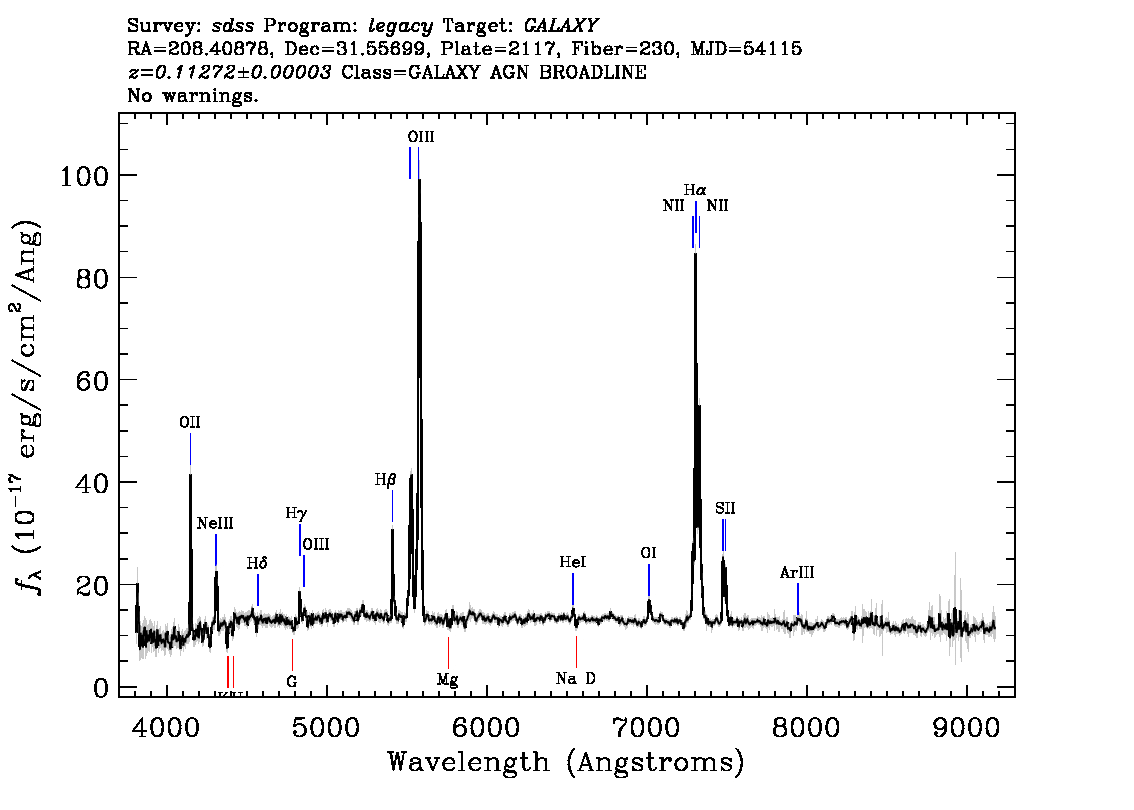 Survey: sdss Program: legacy Target: GALAXY
RA=208.40878, Dec=31.55699, Plate=2117, Fiber=230, MJD=54115
z=0.11272±0.00003 Class=GALAXY AGN BROADLINE
No warnings.
OIII
Hα
NII NII
OII
Hβ
NeIII
Hγ
OIII
Hδ
SII
OI
HeI
ArIII
G
Mg
Na D
100
80
60
40
20
0
4000 5000 6000 7000 8000 9000
Wavelength (Angstroms)
fλ (10⁻¹⁷ erg/s/cm²/Ang)